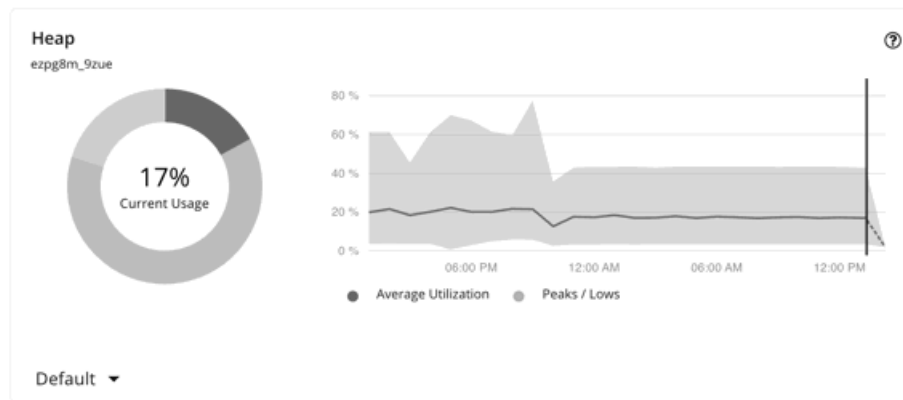 Heap
ezpg8m_9zue
17%
Current Usage
80 %
60 %
40 %
20 %
0 %
06:00 PM
12:00 AM
06:00 AM
12:00 PM
Average Utilization
Peaks / Lows
Default